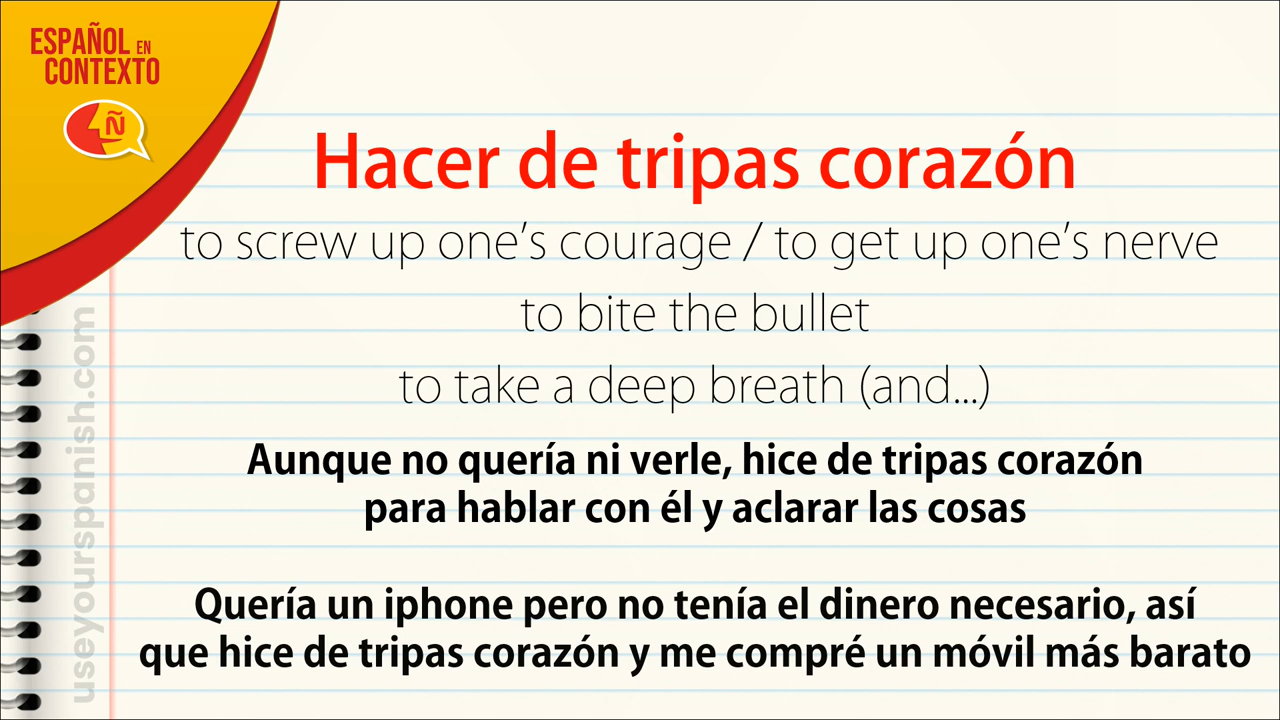 ESPAÑOL EN
CONTEXTO
Ñ
Hacer de tripas corazón
to screw up one’s courage / to get up one’s nerve
to bite the bullet
to take a deep breath (and...)
Aunque no quería ni verle, hice de tripas corazón
para hablar con él y aclarar las cosas
Quería un iphone pero no tenía el dinero necesario, así
que hice de tripas corazón y me compré un móvil más barato
useyourspanish.com